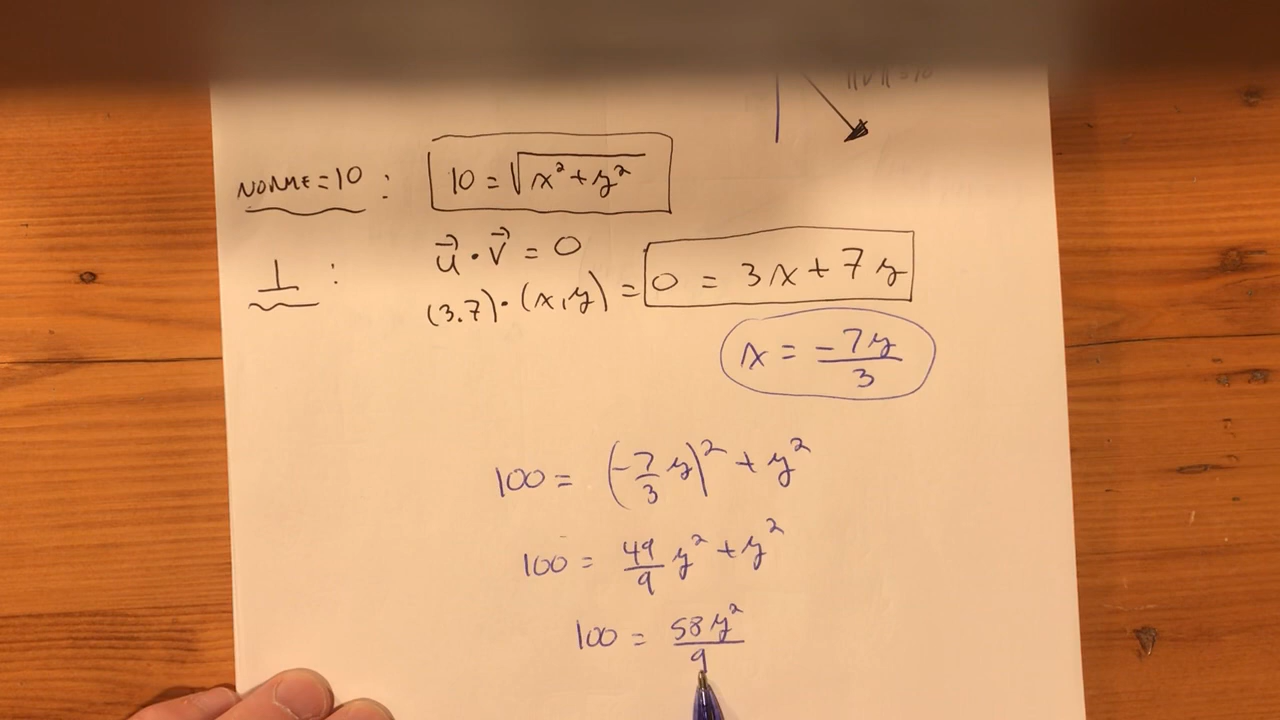 ||v|| = 10
NORME = 10 : 10 = √x² + y²
⊥ : u⃗ · v⃗ = 0
(3.7) · (x, y) = 0 = 3x + 7y
x = -7y/3
100 = (-7/3 y)² + y²
100 = 49/9 y² + y²
100 = 58y²/9